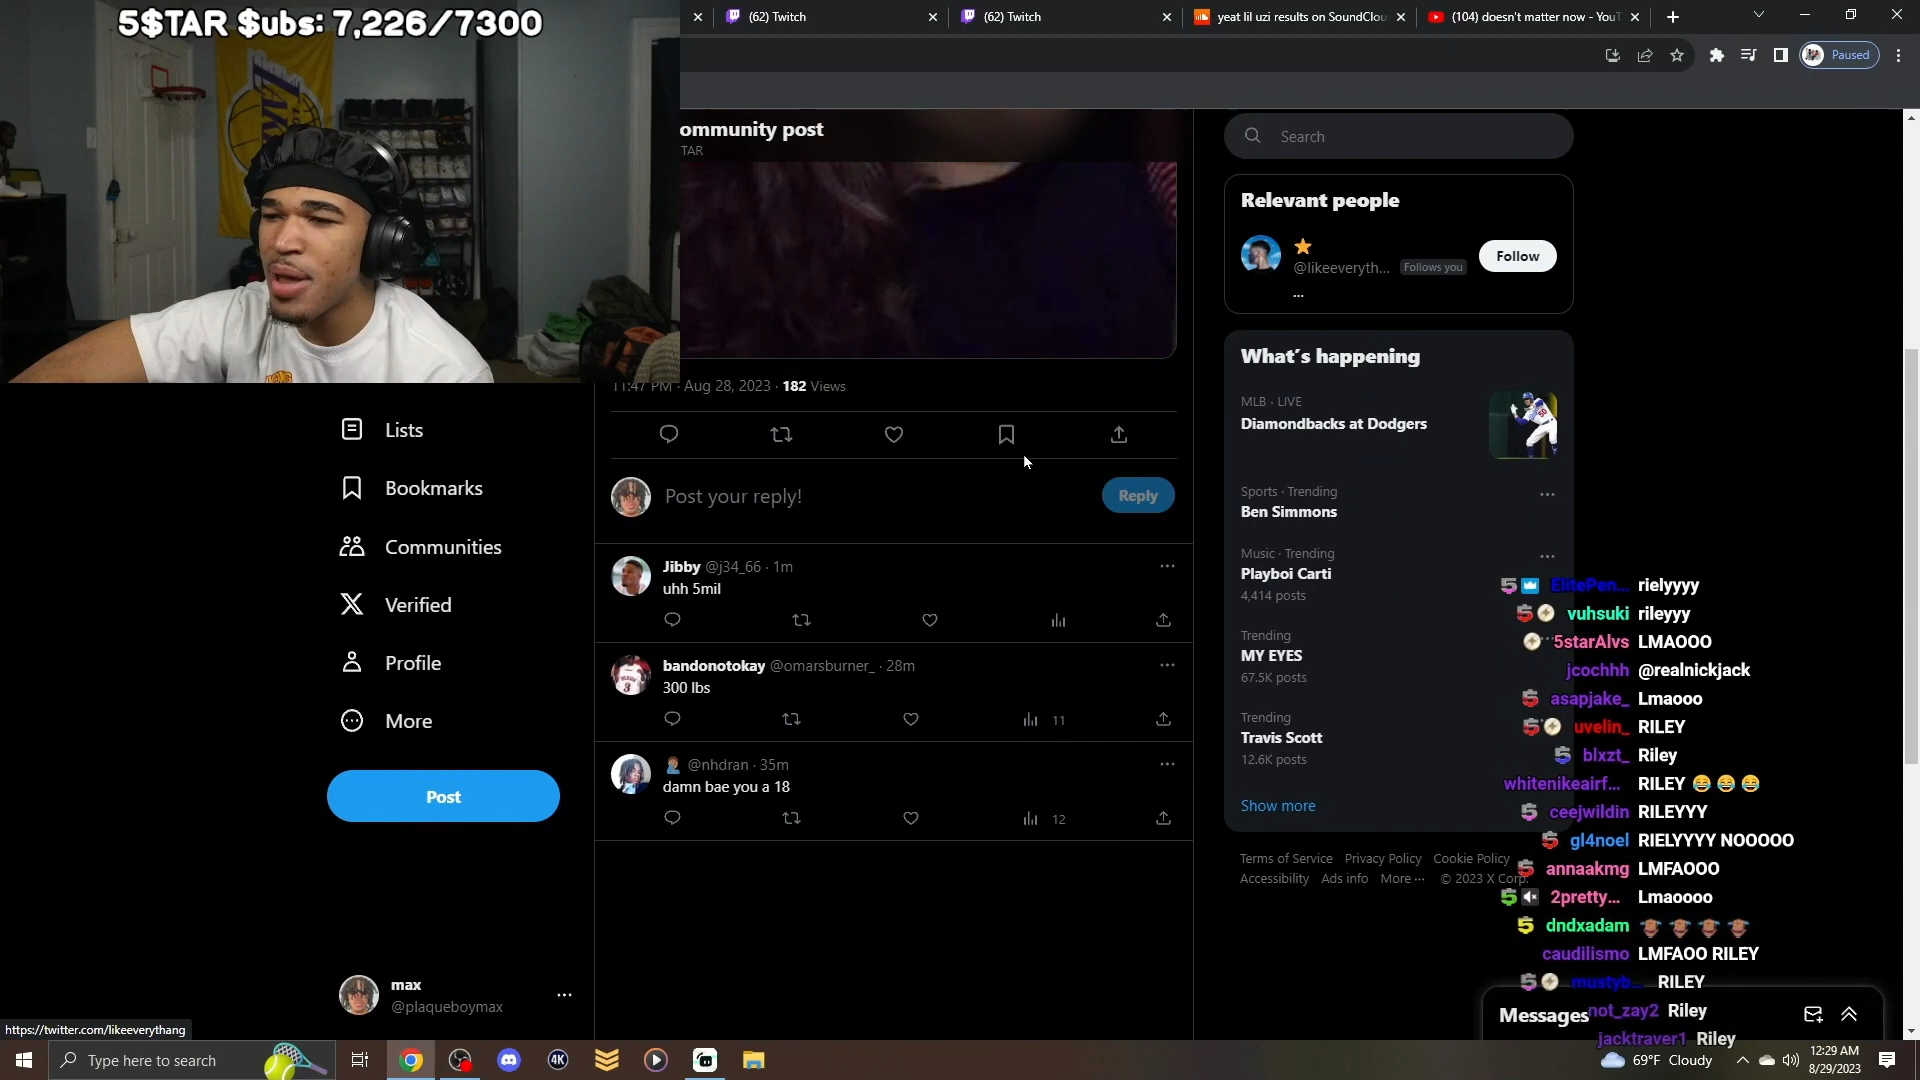 5$TAR $ubs: 7,226/7300
(62) Twitch
(62) Twitch
yeat lil uzi results on SoundClou
(104) doesn't matter now - YouT
Paused
ommunity post
TAR
Search
Relevant people
@likeeveryth...
Follows you
...
Follow
What's happening
MLB · LIVE
Diamondbacks at Dodgers
Sports · Trending
Ben Simmons
Music · Trending
Playboi Carti
4,414 posts
Trending
MY EYES
67.5K posts
Trending
Travis Scott
12.6K posts
Show more
Terms of Service Privacy Policy Cookie Policy
Accessibility Ads info More ··· © 2023 X Corp.
11:47 PM · Aug 28, 2023 · 182 Views
Post your reply!
Reply
Jibby @j34_66 · 1m
uhh 5mil
bandonotokay @omarsburner_ · 28m
300 lbs
11
@nhdran · 35m
damn bae you a 18
12
Lists
Bookmarks
Communities
Verified
Profile
More
Post
max
@plaqueboymax
https://twitter.com/likeeverythang
ElitePen... rielyyyy
vuhsuki rileyyy
5starAlvs LMAOOO
jcochhh @realnickjack
asapjake_ Lmaooo
uvelin_ RILEY
blxzt_ Riley
whitenikeairf... RILEY 😂 😂 😂
ceejwildin RILEYYY
gl4noel RIELYYYY NOOOOO
annaakmg LMFAOOO
2pretty... Lmaoooo
dndxadam
caudilismo LMFAOO RILEY
mustyb... RILEY
Messages
not_zay2 Riley
jacktraver1 Riley
Type here to search
4K
69°F Cloudy
12:29 AM
8/29/2023